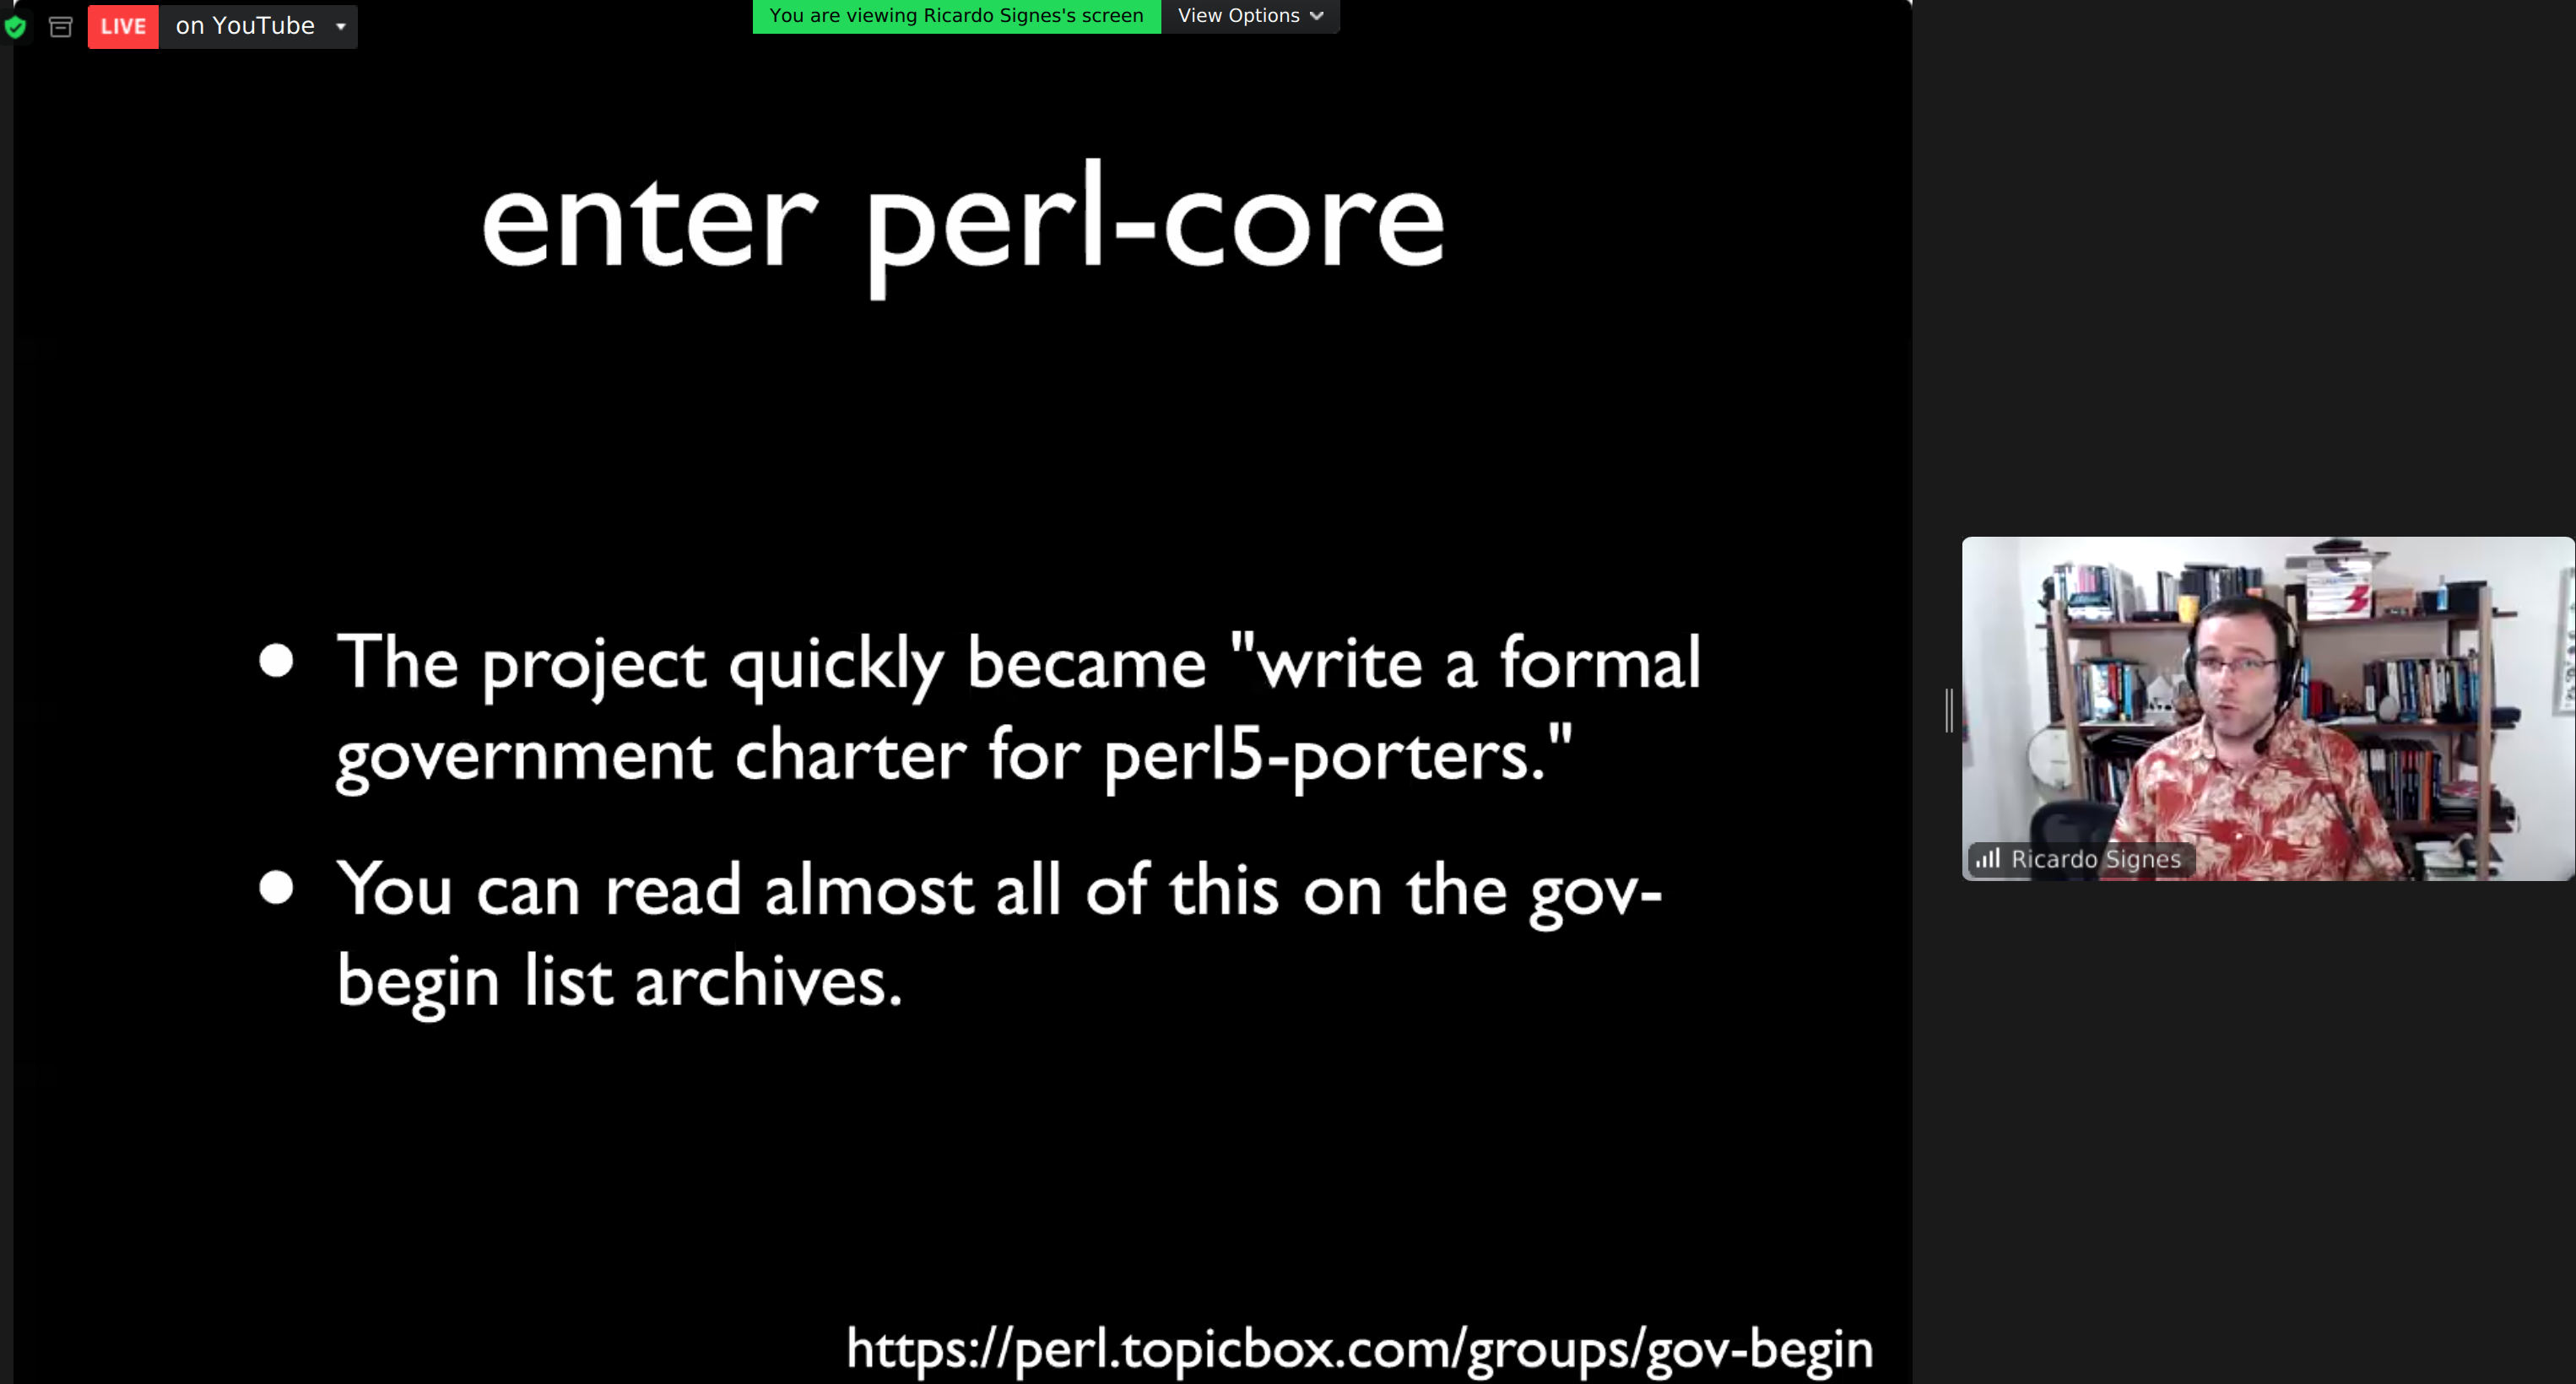 LIVE on YouTube
You are viewing Ricardo Signes's screen View Options
enter perl-core
• The project quickly became "write a formal
government charter for perl5-porters."
• You can read almost all of this on the gov-
begin list archives.
https://perl.topicbox.com/groups/gov-begin
Ricardo Signes